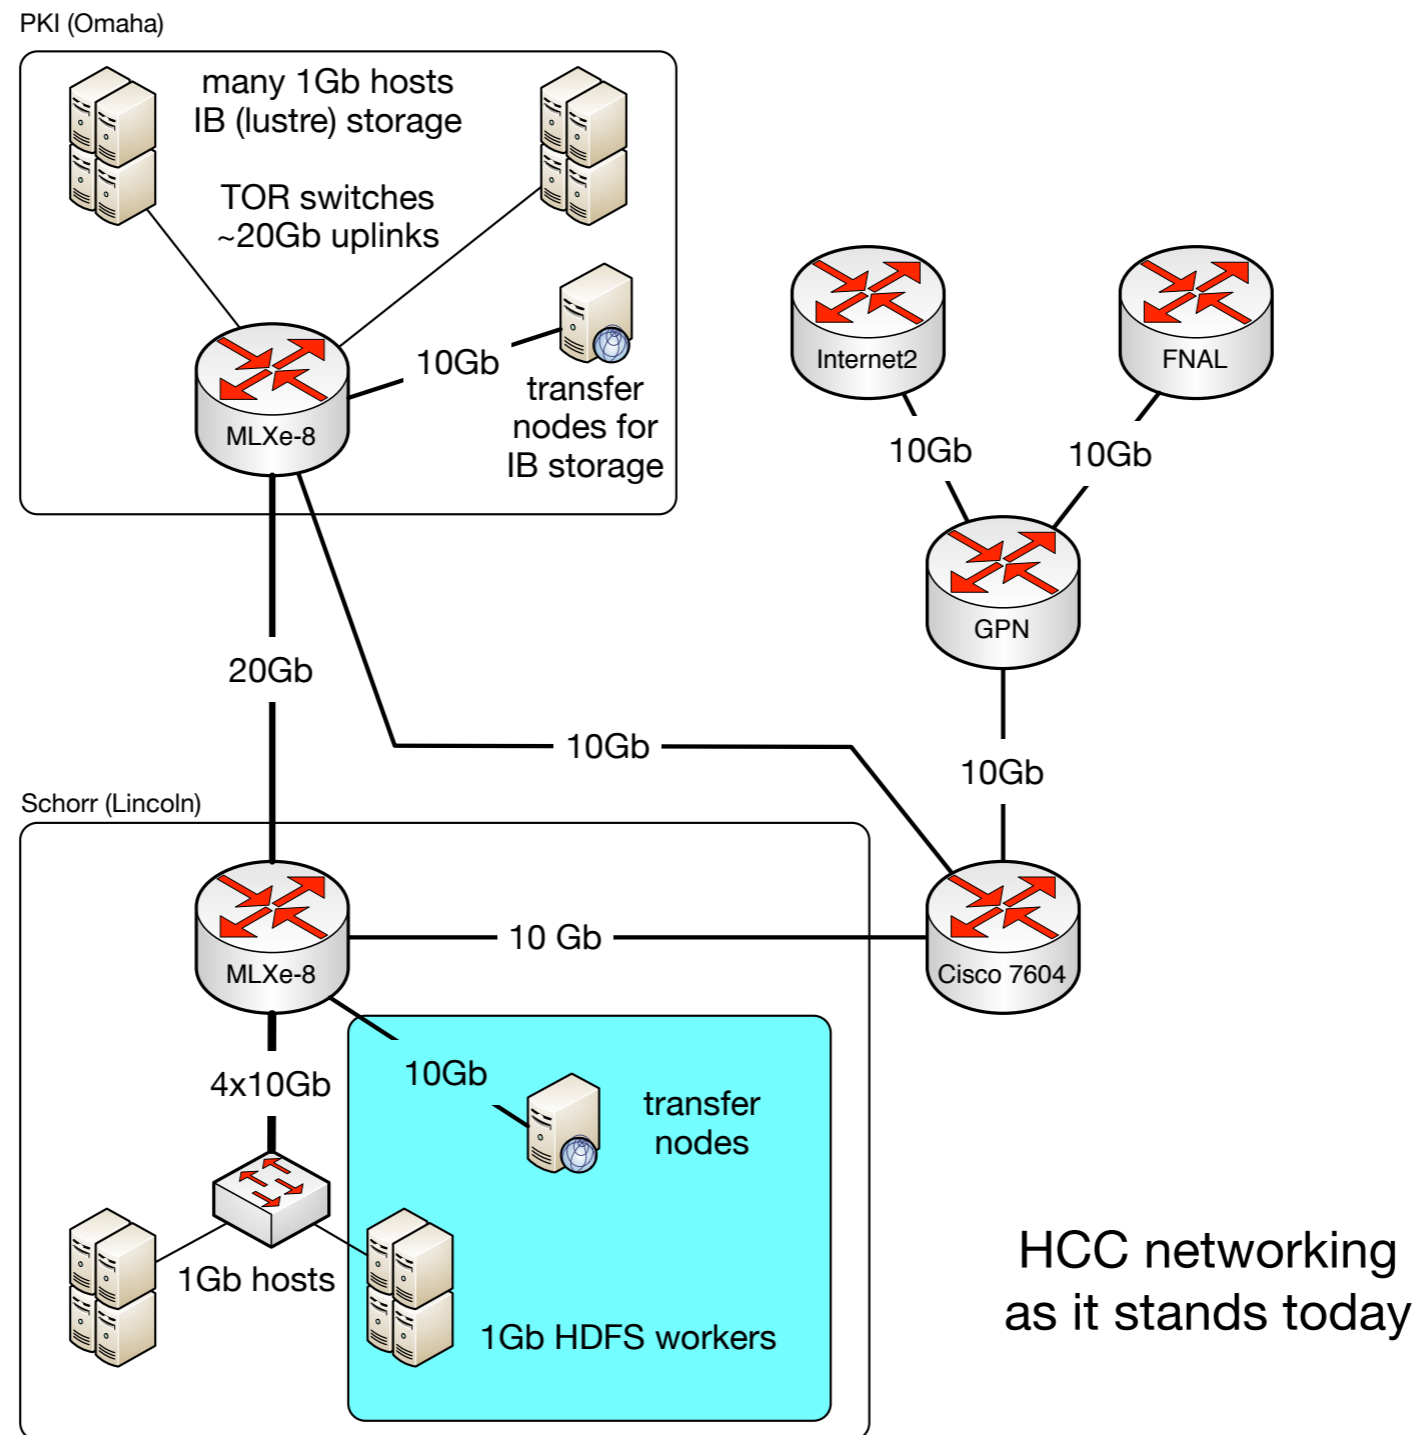 PKI (Omaha)
many 1Gb hosts
IB (lustre) storage
TOR switches
~20Gb uplinks
10Gb
transfer
nodes for
IB storage
MLXe-8
Internet2
FNAL
10Gb
10Gb
GPN
20Gb
10Gb
10Gb
Schorr (Lincoln)
MLXe-8
10 Gb
Cisco 7604
4x10Gb
10Gb
transfer
nodes
1Gb hosts
1Gb HDFS workers
HCC networking
as it stands today